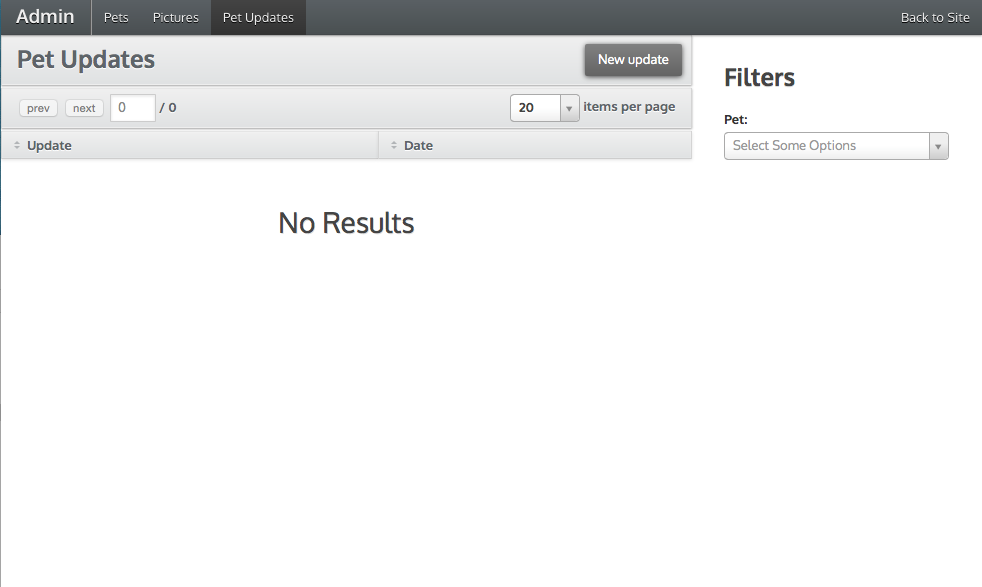 Admin Pets Pictures Pet Updates Back to Site
Pet Updates New update
prev next 0 / 0 20 items per page
Update Date
No Results
Filters
Pet:
Select Some Options